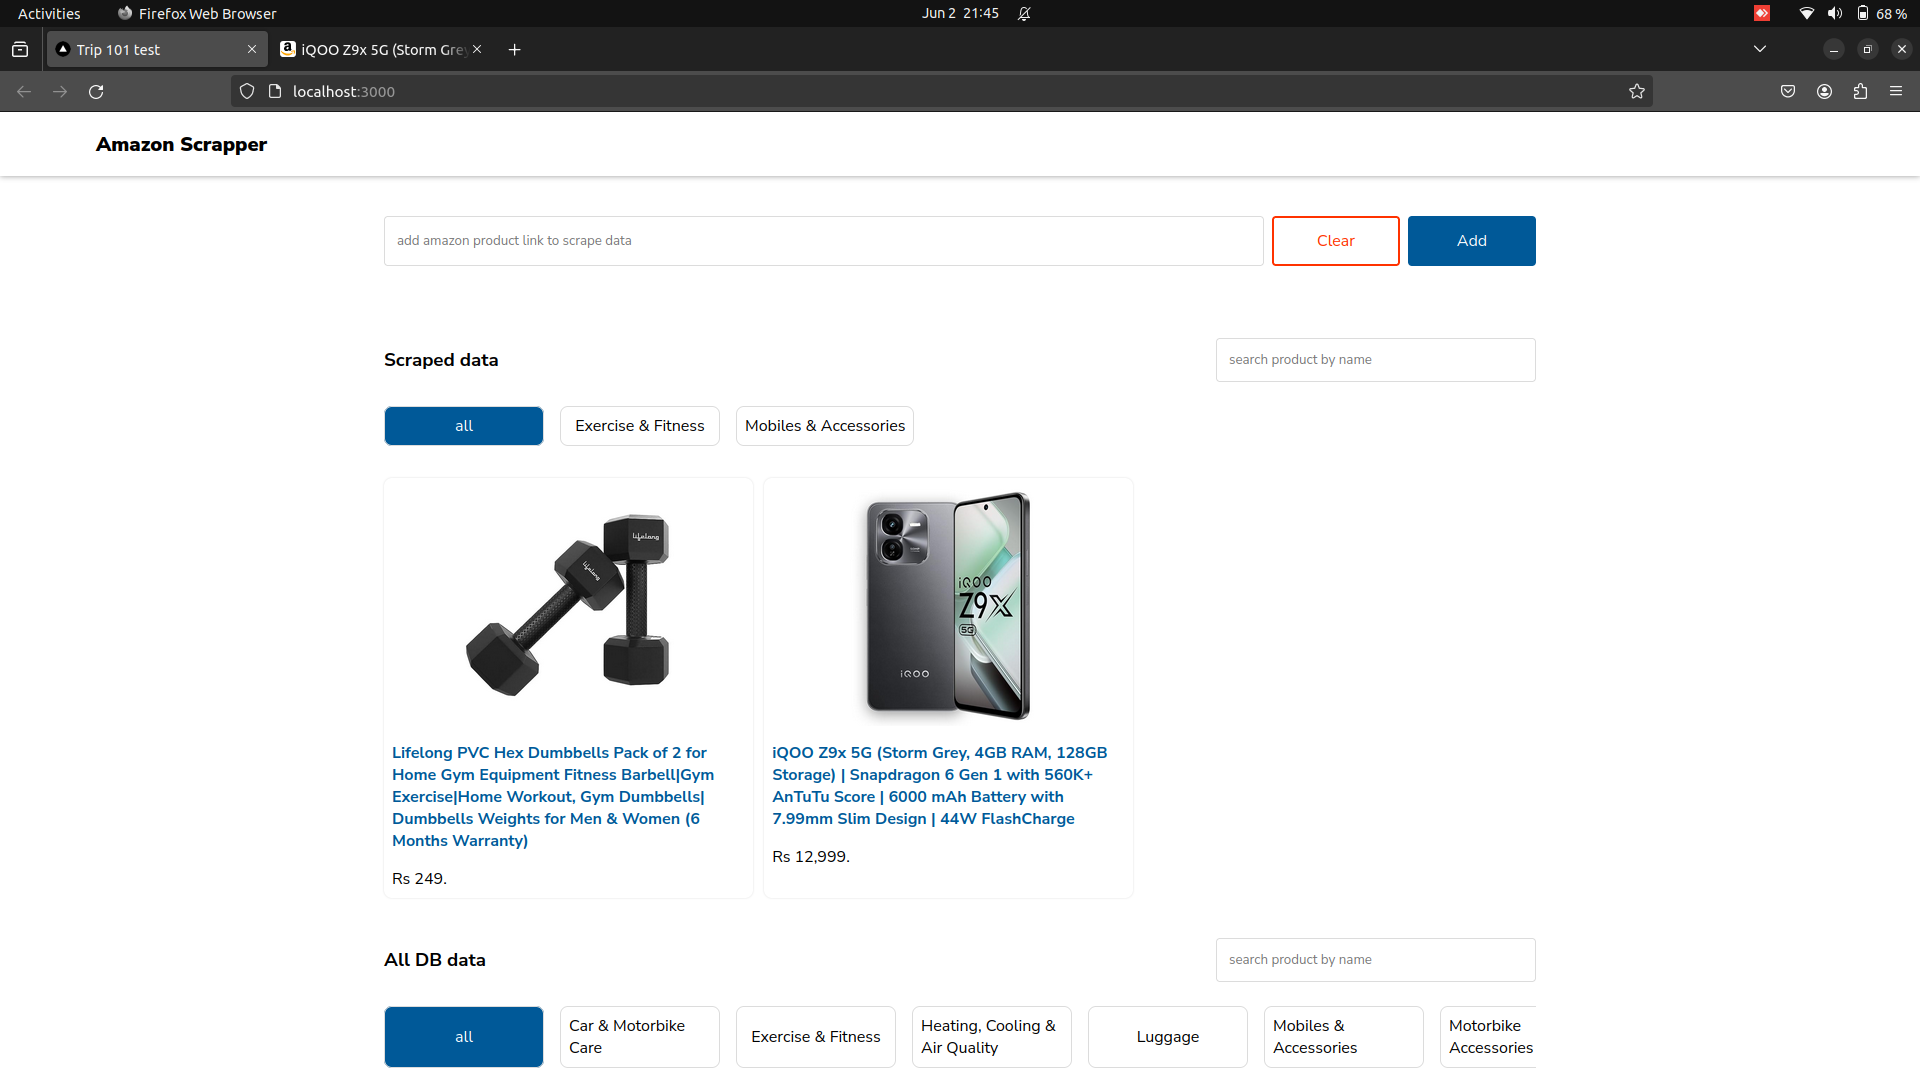 Activities
Firefox Web Browser
Jun 2 21:45
68 %
Trip 101 test
iQOO Z9x 5G (Storm Grey
localhost:3000
Amazon Scrapper
add amazon product link to scrape data
Clear
Add
Scraped data
search product by name
all
Exercise & Fitness
Mobiles & Accessories
lifelong
lifelong
iQOO
Z9X
5G
iQOO
Lifelong PVC Hex Dumbbells Pack of 2 for
Home Gym Equipment Fitness Barbell|Gym
Exercise|Home Workout, Gym Dumbbells|
Dumbbells Weights for Men & Women (6
Months Warranty)
Rs 249.
iQOO Z9x 5G (Storm Grey, 4GB RAM, 128GB
Storage) | Snapdragon 6 Gen 1 with 560K+
AnTuTu Score | 6000 mAh Battery with
7.99mm Slim Design | 44W FlashCharge
Rs 12,999.
All DB data
search product by name
all
Car & Motorbike
Care
Exercise & Fitness
Heating, Cooling &
Air Quality
Luggage
Mobiles &
Accessories
Motorbike
Accessories